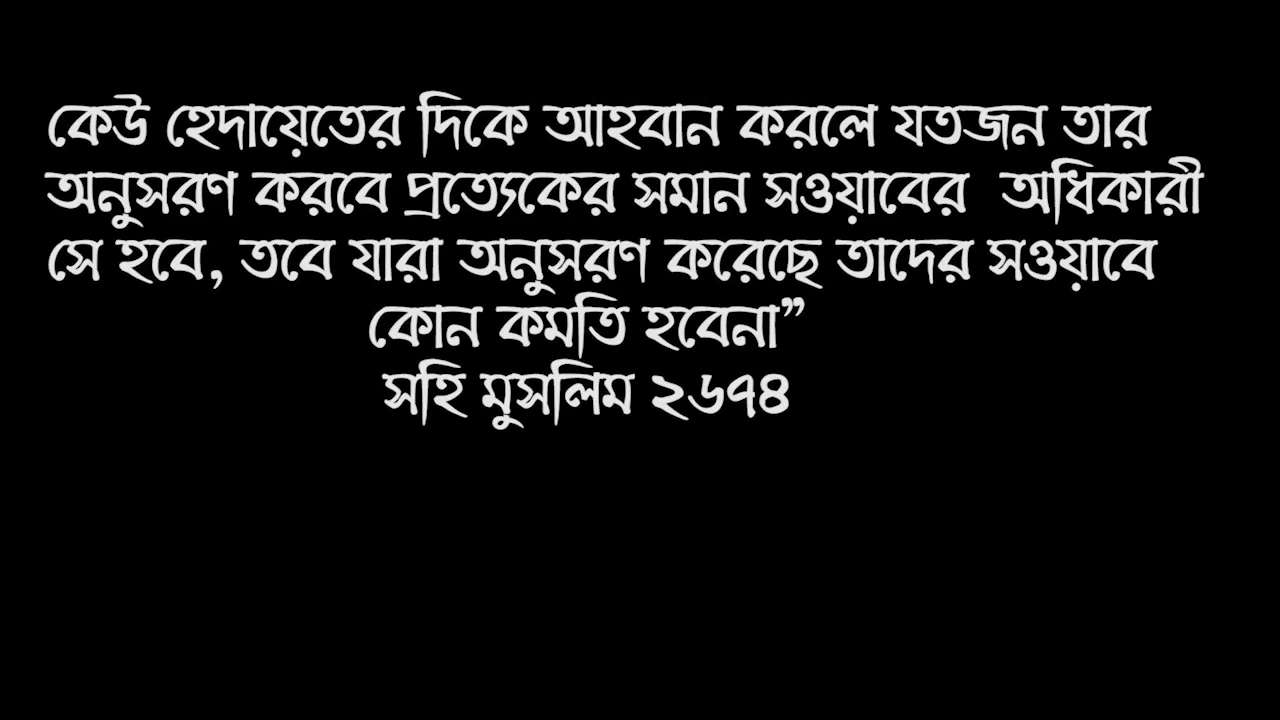 কেউ হেদায়েতের দিকে আহবান করলে যতজন তার
অনুসরণ করবে প্রত্যেকের সমান সওয়াবের অধিকারী
সে হবে, তবে যারা অনুসরণ করেছে তাদের সওয়াবে
কোন কমতি হবেনা”
সহি মুসলিম ২৬৭৪